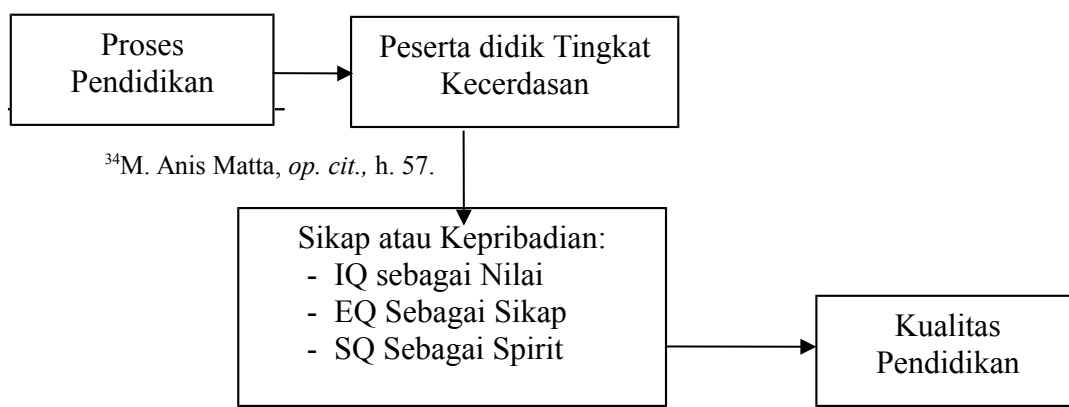 Proses
Pendidikan
Peserta didik Tingkat
Kecerdasan
³⁴M. Anis Matta, op. cit., h. 57.
Sikap atau Kepribadian:
- IQ sebagai Nilai
- EQ Sebagai Sikap
- SQ Sebagai Spirit
Kualitas
Pendidikan